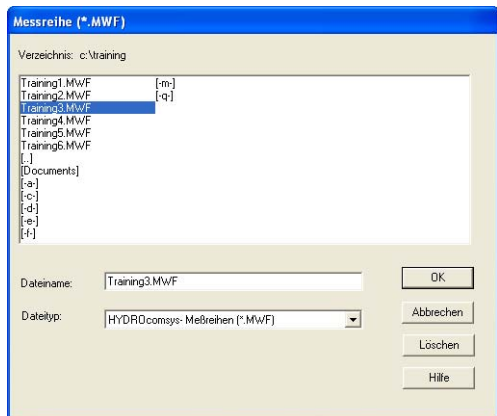 Messreihe (*.MWF)
Verzeichnis: c:\training
Training1.MWF [-m-]
Training2.MWF [-q-]
Training3.MWF
Training4.MWF
Training5.MWF
Training6.MWF
[..]
[Documents]
[-a-]
[-c-]
[-d-]
[-e-]
[-f-]
Dateiname: Training3.MWF OK
Dateityp: HYDROcomsys- Meßreihen (*.MWF) Abbrechen
Löschen
Hilfe